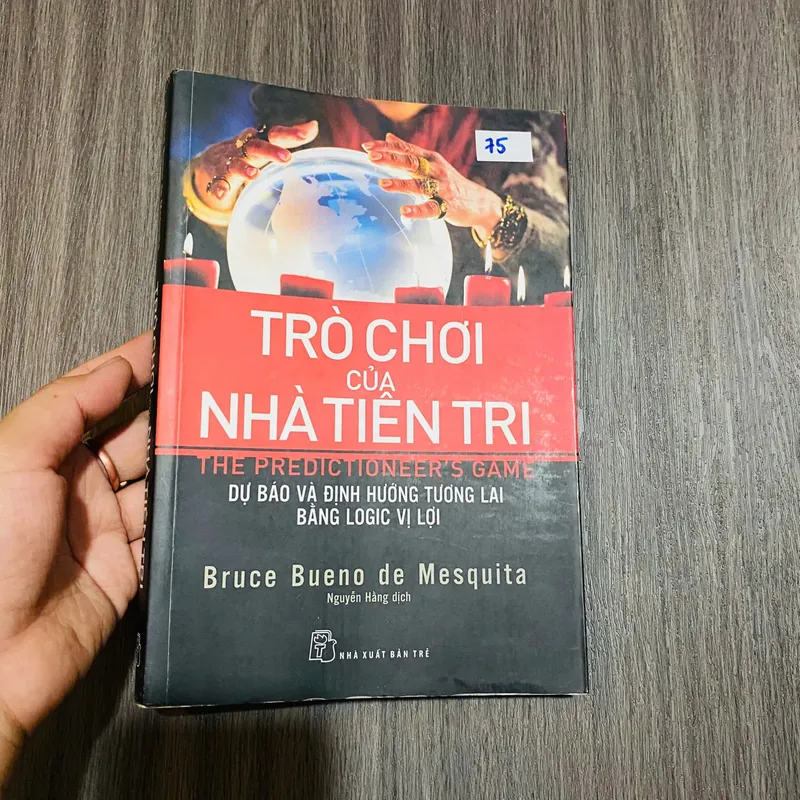 75
TRÒ CHƠI
CỦA
NHÀ TIÊN TRI
THE PREDICTIONEER'S GAME
DỰ BÁO VÀ ĐỊNH HƯỚNG TƯƠNG LAI
BẰNG LOGIC VỊ LỢI
Bruce Bueno de Mesquita
Nguyễn Hằng dịch
NHÀ XUẤT BẢN TRẺ